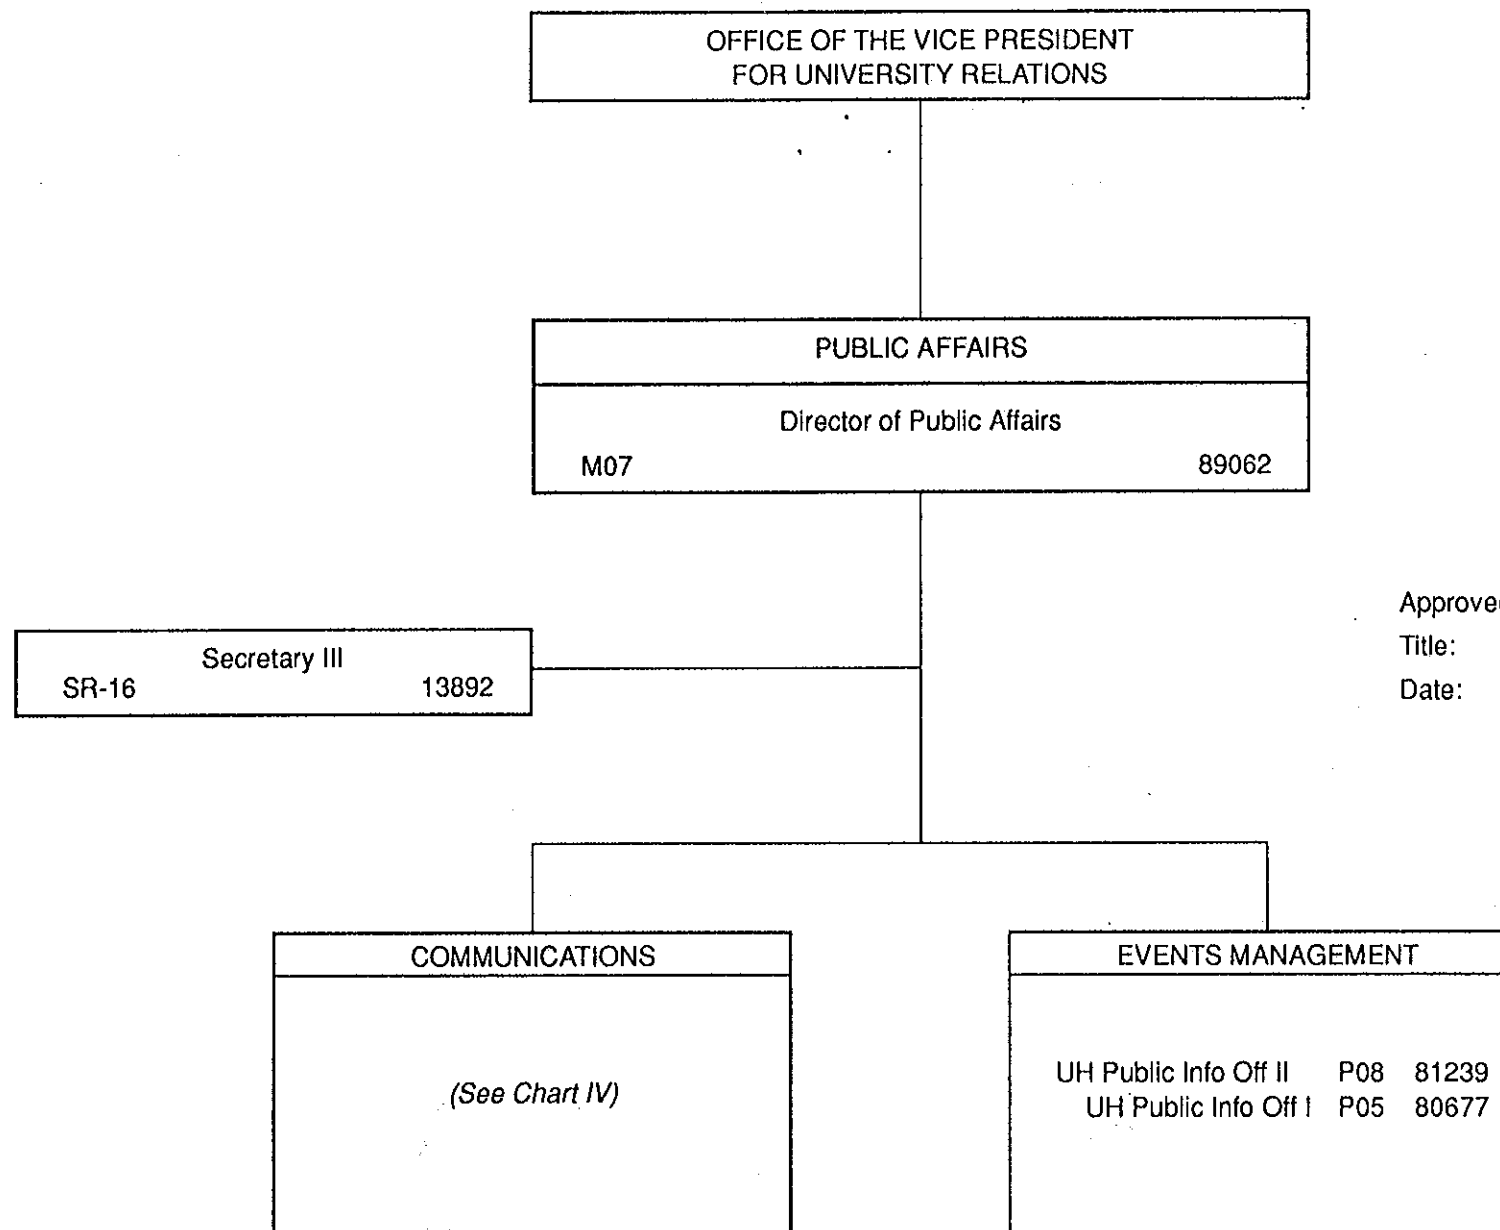 OFFICE OF THE VICE PRESIDENT
FOR UNIVERSITY RELATIONS
PUBLIC AFFAIRS
Director of Public Affairs
M07 89062
Secretary III
SR-16 13892
Title:
Date:
COMMUNICATIONS
(See Chart IV)
EVENTS MANAGEMENT
UH Public Info Off II P08 81239
UH Public Info Off I P05 80677